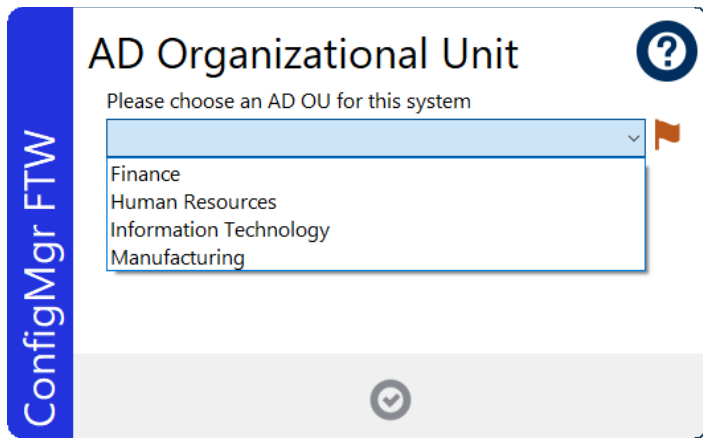 AD Organizational Unit
?
Please choose an AD OU for this system
Finance
Human Resources
Information Technology
Manufacturing
ConfigMgr FTW